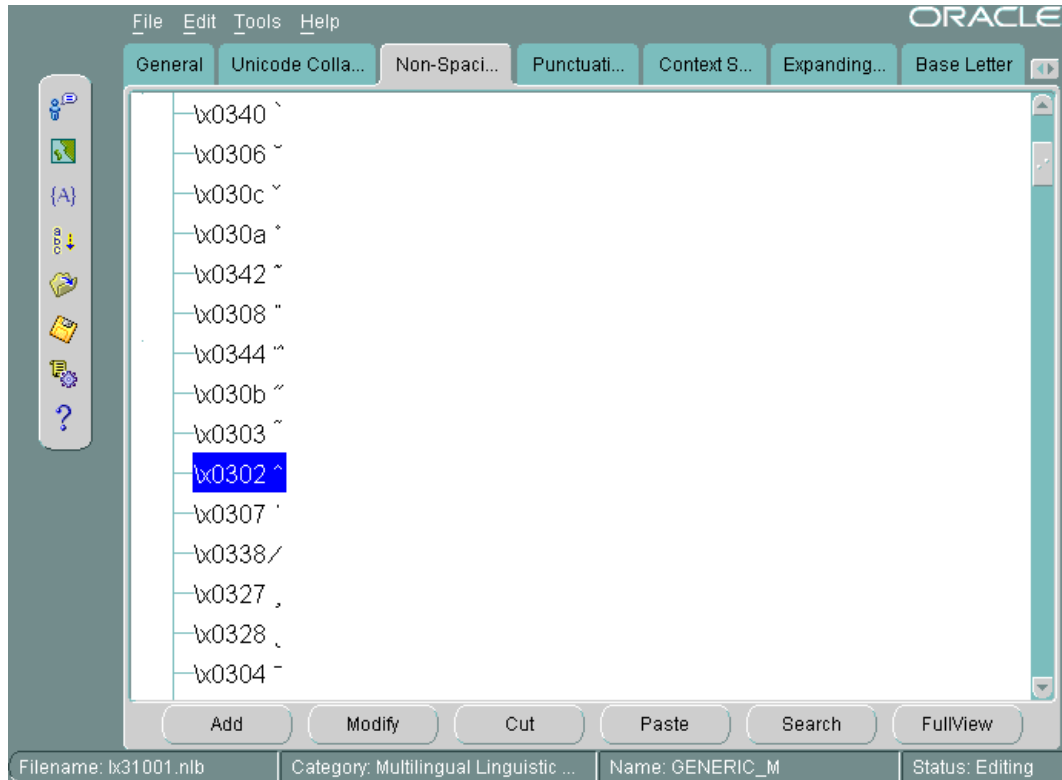 File Edit Tools Help ORACLE
General Unicode Colla... Non-Spaci... Punctuati... Context S... Expanding... Base Letter
{A}
a
b
c
?
\x0340 `
\x0306 ˘
\x030c ˇ
\x030a ˚
\x0342 ˜
\x0308 ¨
\x0344 ΅
\x030b ˝
\x0303 ˜
\x0302 ^
\x0307 ˙
\x0338 /
\x0327 ¸
\x0328 ˛
\x0304 ¯
Add Modify Cut Paste Search FullView
Filename: lx31001.nlb Category: Multilingual Linguistic ... Name: GENERIC_M Status: Editing